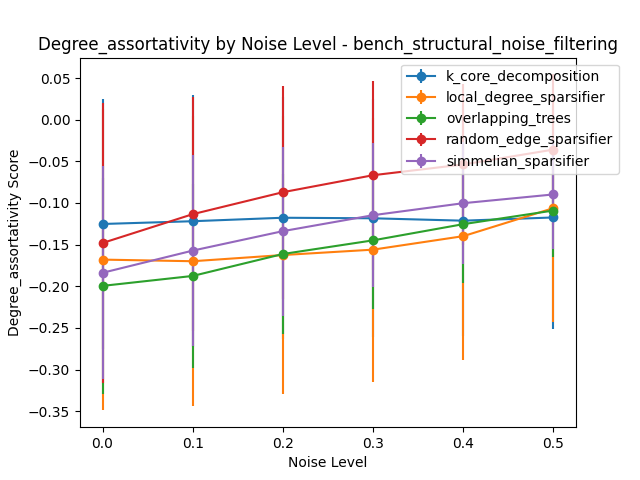 Degree_assortativity by Noise Level - bench_structural_noise_filtering
k_core_decomposition
local_degree_sparsifier
overlapping_trees
random_edge_sparsifier
simmelian_sparsifier
Degree_assortativity Score
0.05
0.00
−0.05
−0.10
−0.15
−0.20
−0.25
−0.30
−0.35
0.0 0.1 0.2 0.3 0.4 0.5
Noise Level